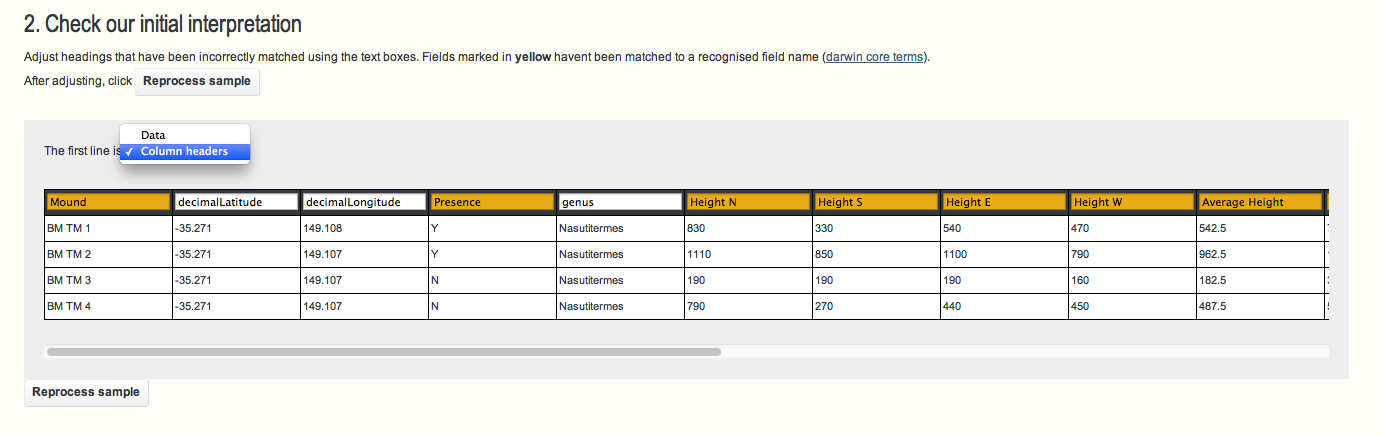 2. Check our initial interpretation
Adjust headings that have been incorrectly matched using the text boxes. Fields marked in yellow havent been matched to a recognised field name (darwin core terms).
After adjusting, click Reprocess sample
Data
The first line is ✓ Column headers
Mound decimalLatitude decimalLongitude Presence genus Height N Height S Height E Height W Average Height
BM TM 1 -35.271 149.108 Y Nasutitermes 830 330 540 470 542.5
BM TM 2 -35.271 149.107 Y Nasutitermes 1110 850 1100 790 962.5
BM TM 3 -35.271 149.107 N Nasutitermes 190 190 190 160 182.5
BM TM 4 -35.271 149.107 N Nasutitermes 790 270 440 450 487.5
Reprocess sample